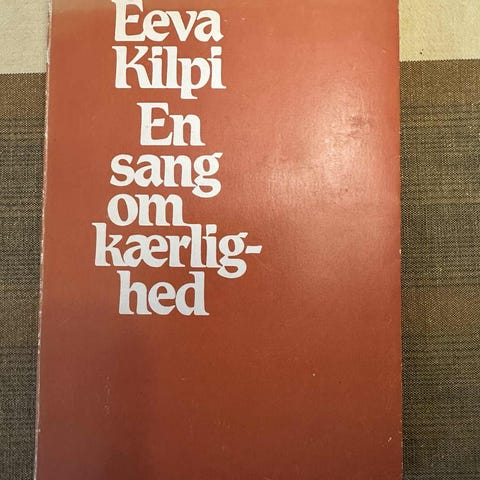 Eeva
Kilpi
En
sang
om
kærlig-
hed